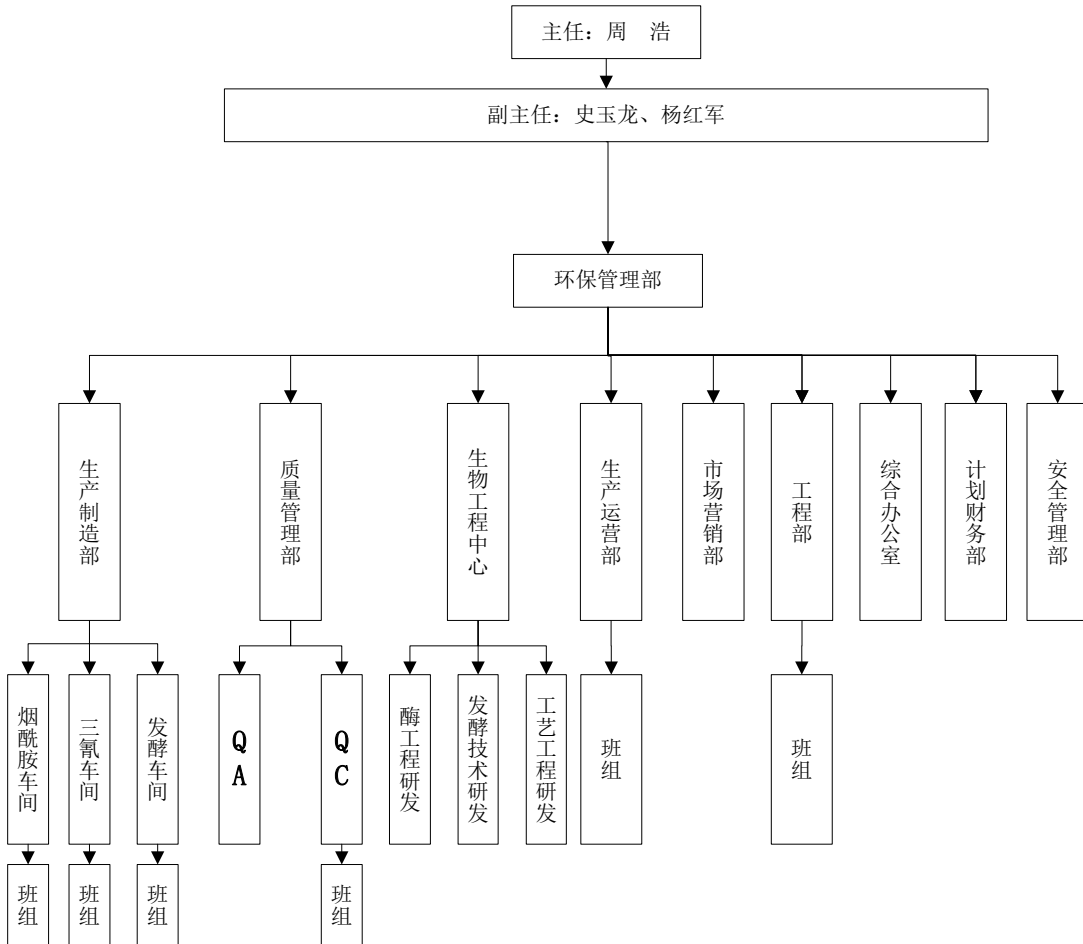 主任：周　浩
副主任：史玉龙、杨红军
环保管理部
生产制造部
质量管理部
生物工程中心
生产运营部
市场营销部
工程部
综合办公室
计划财务部
安全管理部
烟酰胺车间
三氰车间
发酵车间
QA
QC
酶工程研发
发酵技术研发
工艺工程研发
班组
班组
班组
班组
班组
班组